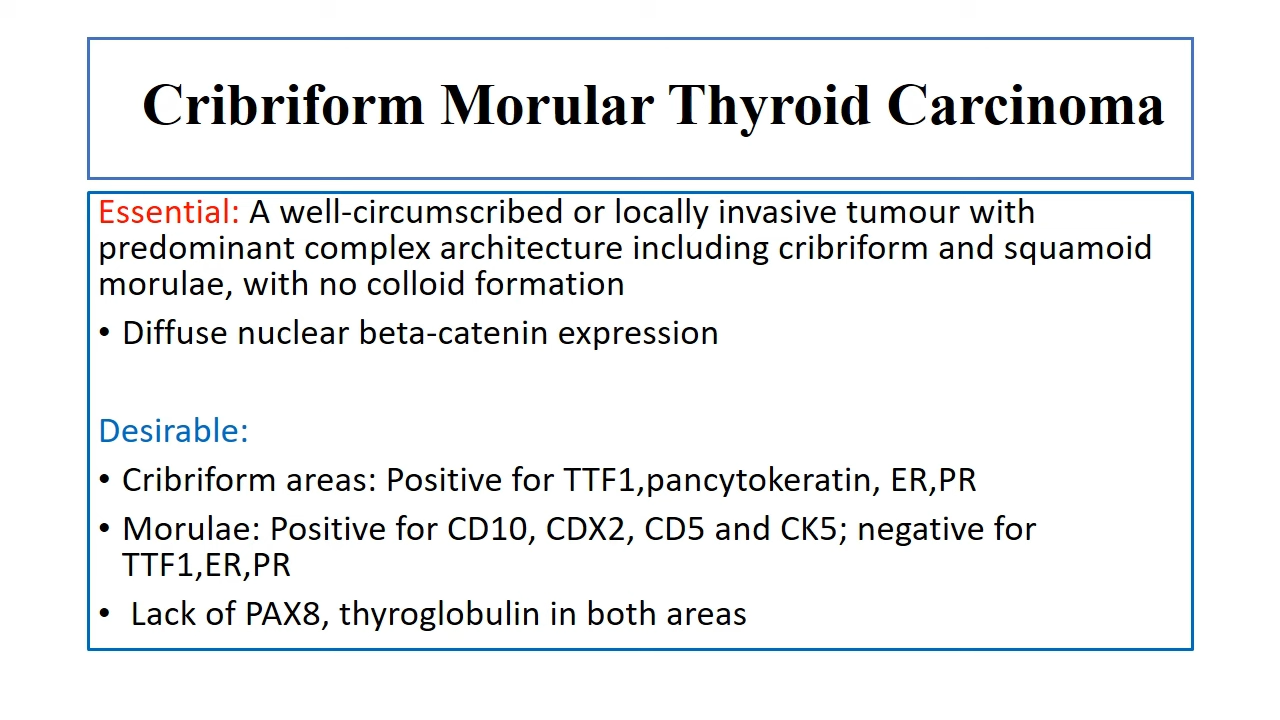 Cribriform Morular Thyroid Carcinoma
Essential: A well-circumscribed or locally invasive tumour with
predominant complex architecture including cribriform and squamoid
morulae, with no colloid formation
• Diffuse nuclear beta-catenin expression
Desirable:
• Cribriform areas: Positive for TTF1,pancytokeratin, ER,PR
• Morulae: Positive for CD10, CDX2, CD5 and CK5; negative for
TTF1,ER,PR
• Lack of PAX8, thyroglobulin in both areas